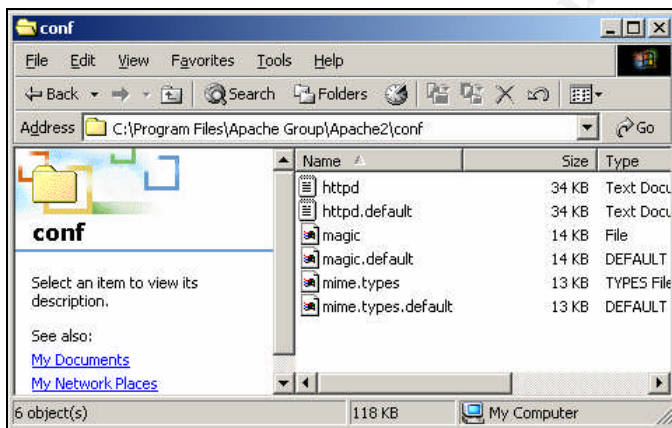 conf
File Edit View Favorites Tools Help
Back Search Folders
Address C:\Program Files\Apache Group\Apache2\conf Go
conf
Select an item to view its
description.
See also:
My Documents
My Network Places
Name Size Type
httpd 34 KB Text Docu
httpd.default 34 KB Text Docu
magic 14 KB File
magic.default 14 KB DEFAULT
mime.types 13 KB TYPES File
mime.types.default 13 KB DEFAULT
6 object(s) 118 KB My Computer